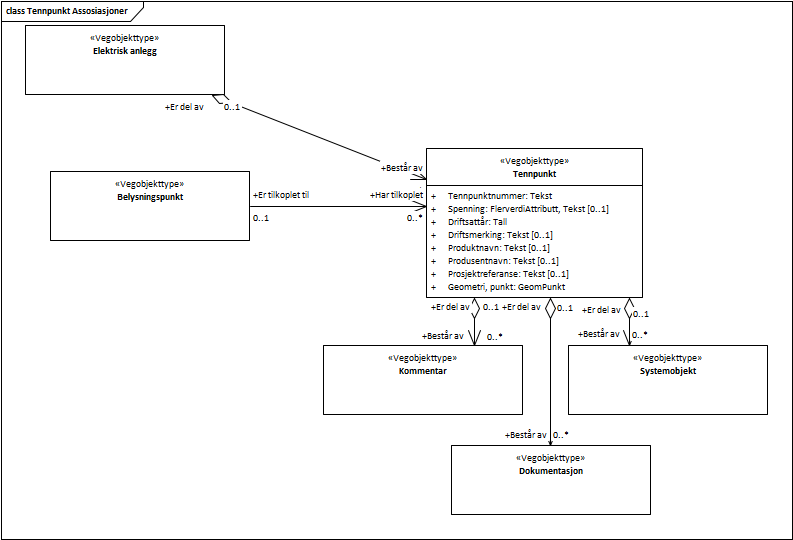 class Tennpunkt Assosiasjoner
«Vegobjekttype»
Elektrisk anlegg
+Er del av
0..1
+Består av
«Vegobjekttype»
Belysningspunkt
+Er tilkoplet til
0..1
+Har tilkoplet
0..*
«Vegobjekttype»
Tennpunkt
+ Tennpunktnummer: Tekst
+ Spenning: FlerverdiAttributt, Tekst [0..1]
+ Driftsattår: Tall
+ Driftsmerking: Tekst [0..1]
+ Produktnavn: Tekst [0..1]
+ Produsentnavn: Tekst [0..1]
+ Prosjektreferanse: Tekst [0..1]
+ Geometri, punkt: GeomPunkt
+Er del av
0..1
+Er del av
0..1
+Er del av
0..1
+Består av
0..*
+Består av
0..*
«Vegobjekttype»
Kommentar
«Vegobjekttype»
Systemobjekt
+Består av
0..*
«Vegobjekttype»
Dokumentasjon